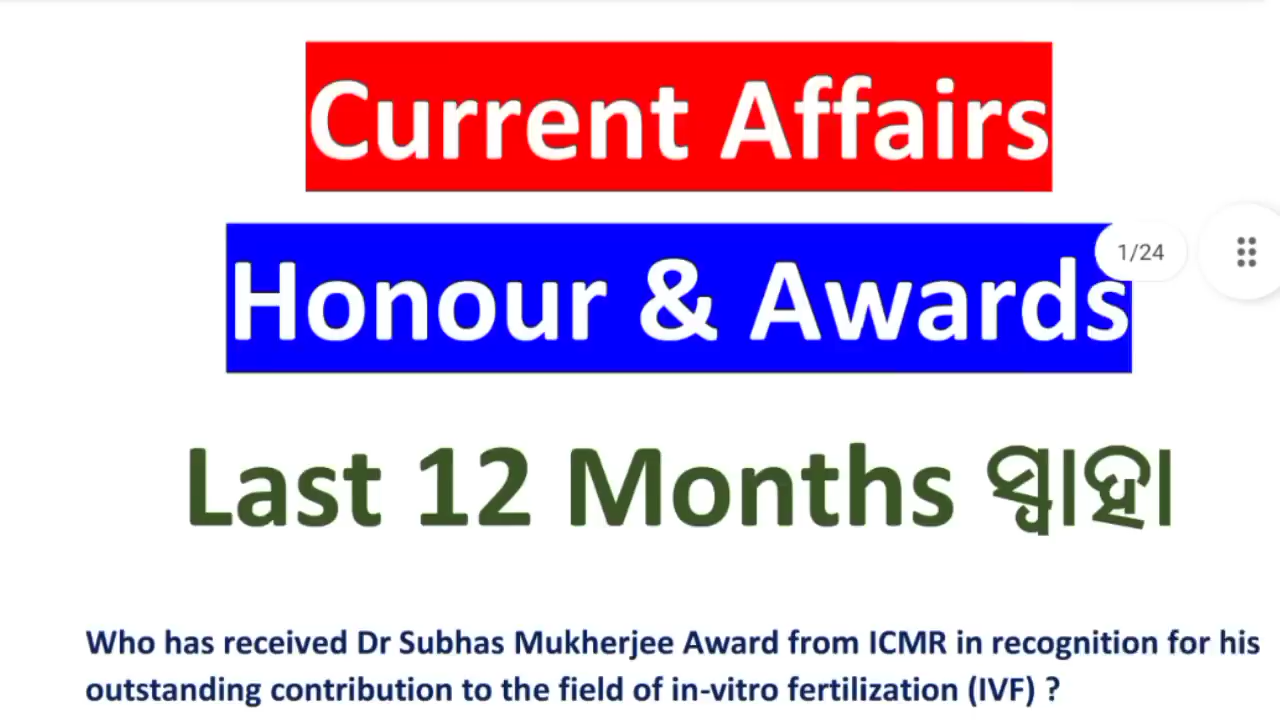 Current Affairs
Honour & Awards
1/24
Last 12 Months ସ୍ୱାହା
Who has received Dr Subhas Mukherjee Award from ICMR in recognition for his
outstanding contribution to the field of in-vitro fertilization (IVF) ?